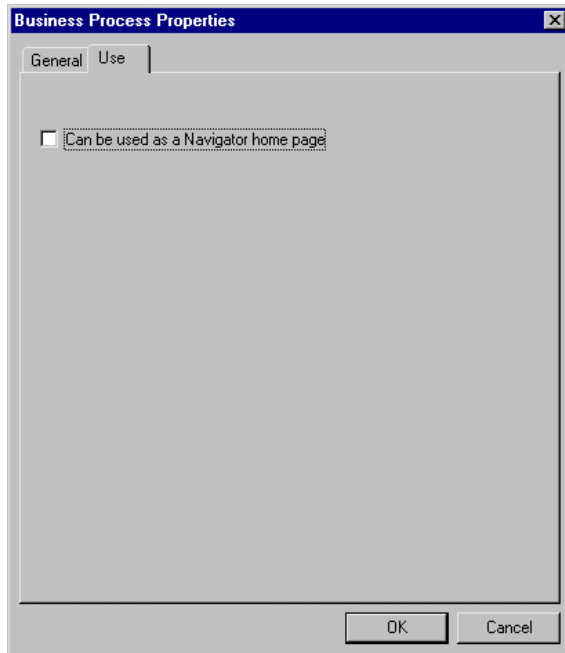 Business Process Properties
General Use
Can be used as a Navigator home page
OK Cancel